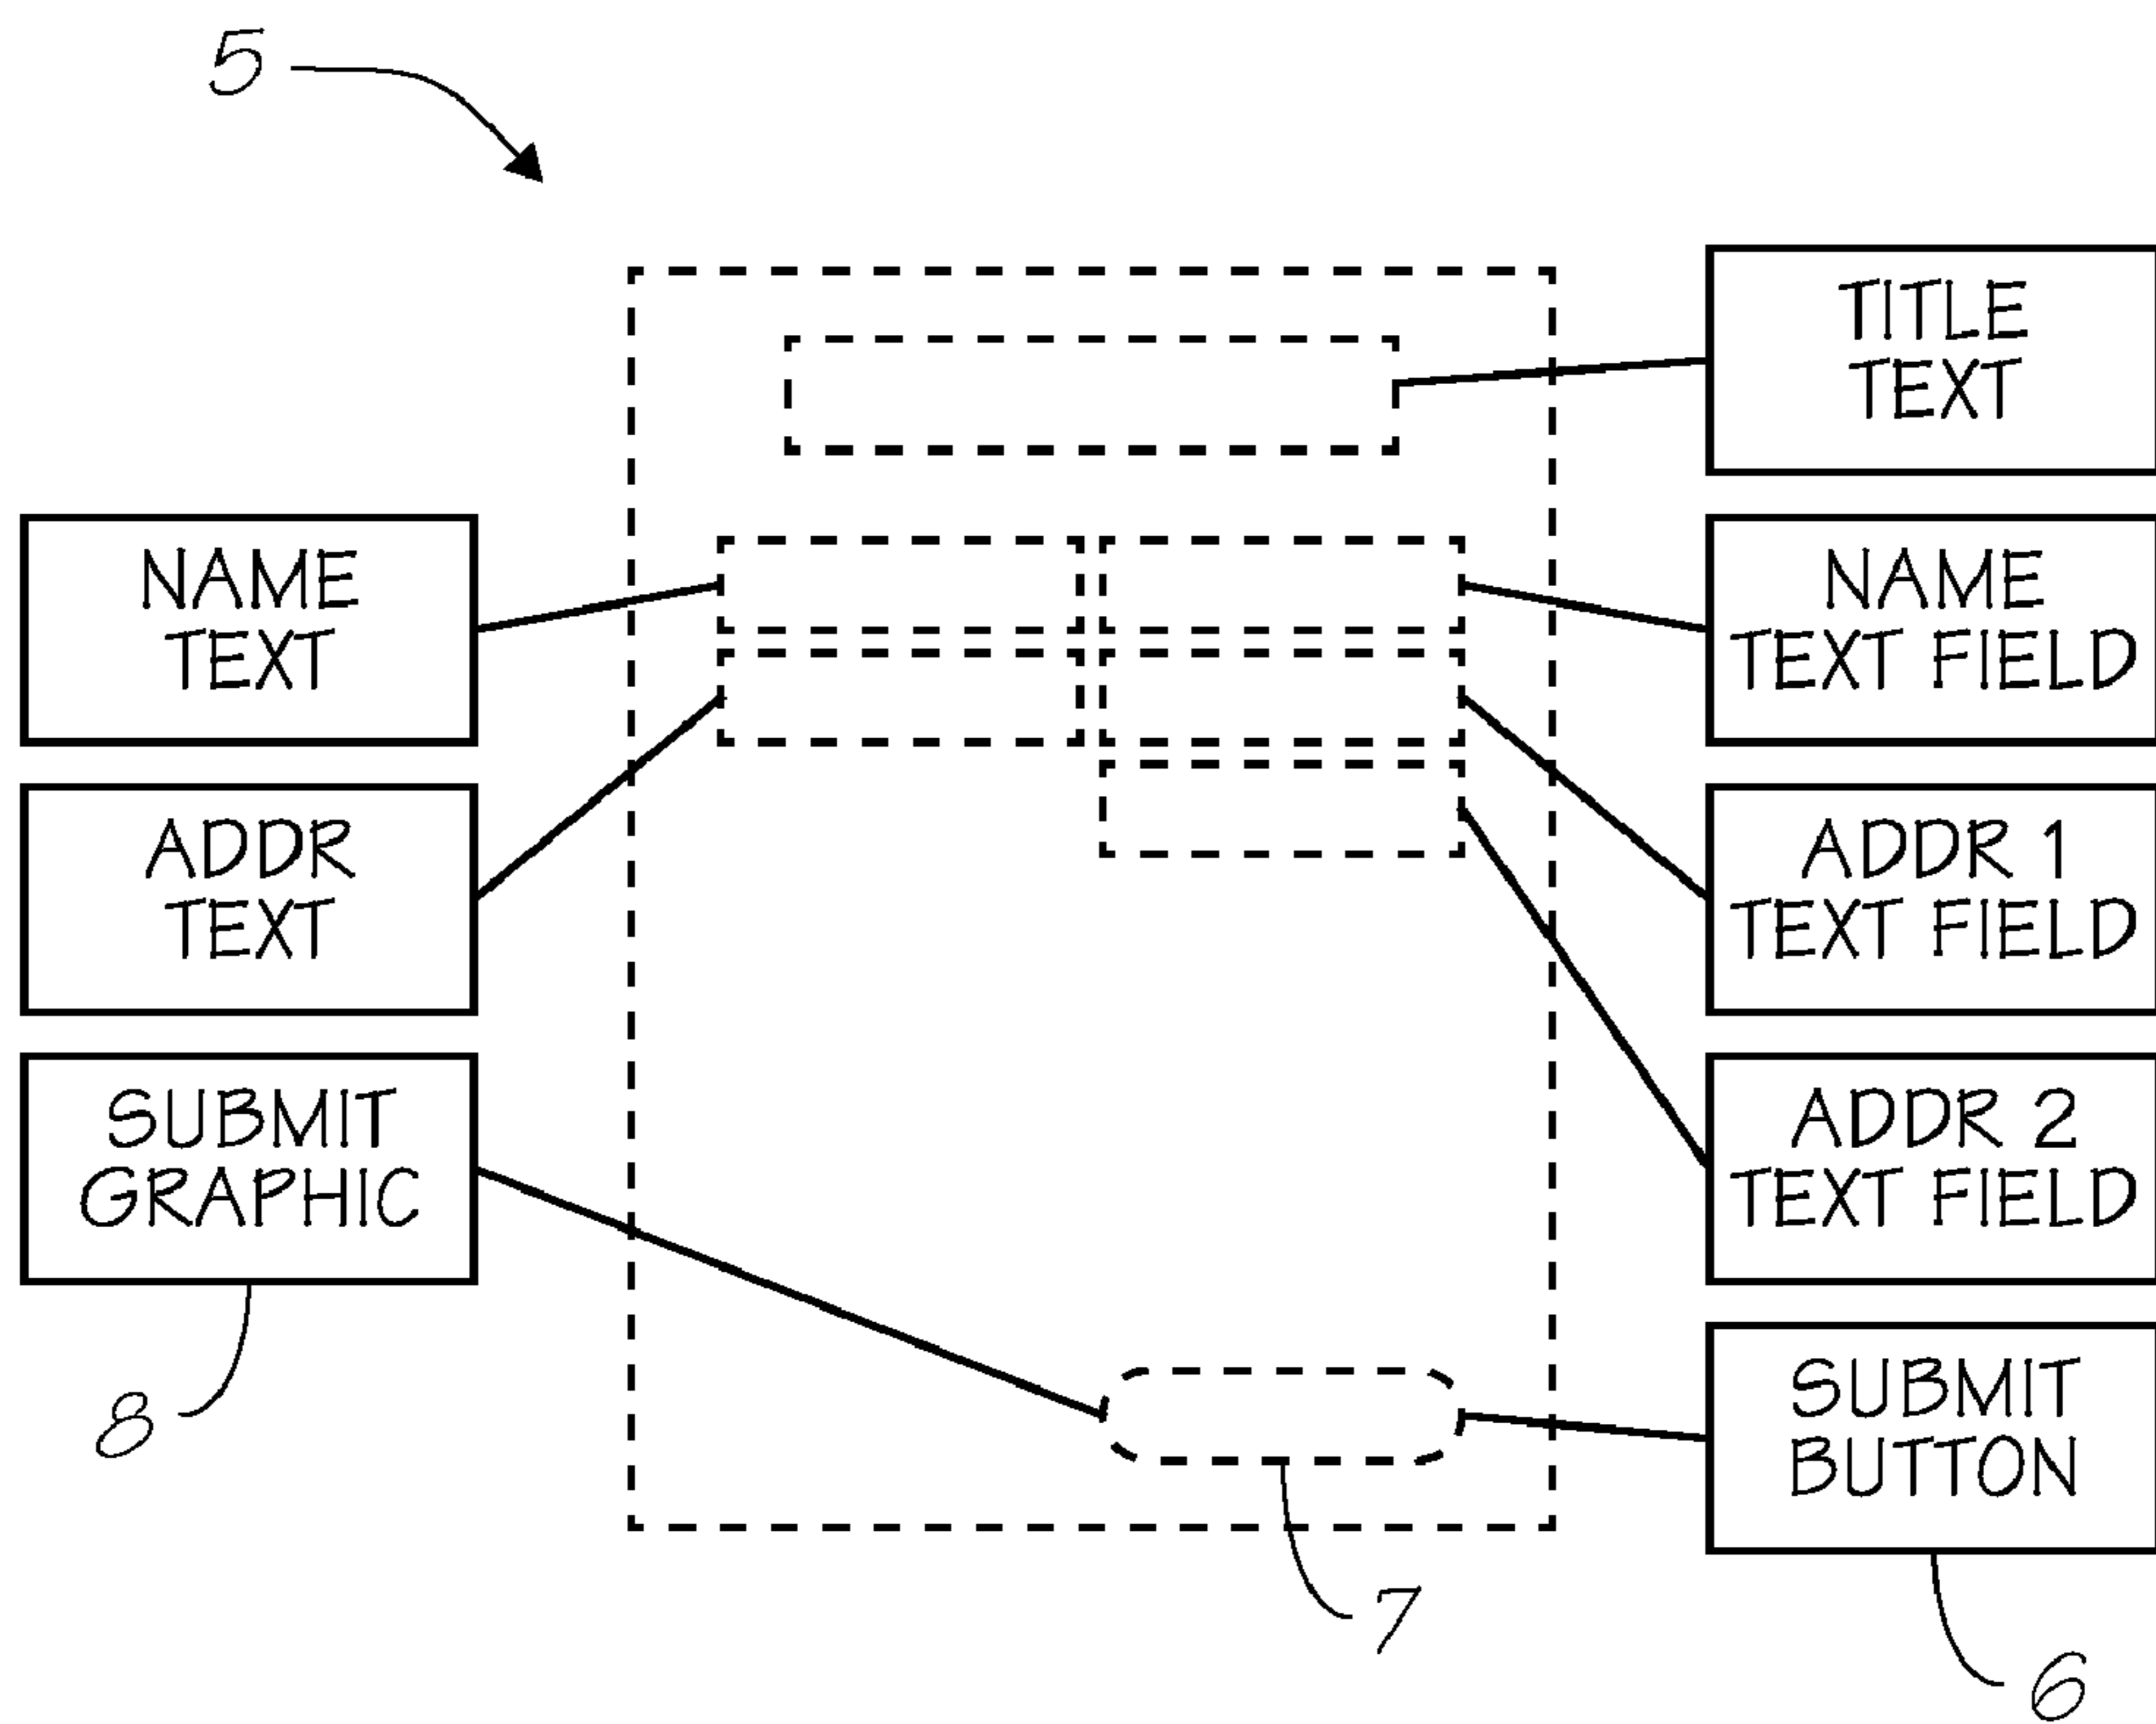 5
TITLE
TEXT
NAME
TEXT
NAME
TEXT FIELD
ADDR
TEXT
ADDR 1
TEXT FIELD
SUBMIT
GRAPHIC
ADDR 2
TEXT FIELD
SUBMIT
BUTTON
8
7
6